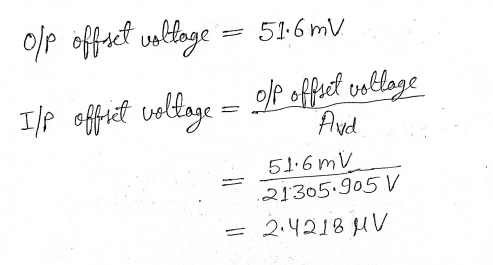 O/P offset voltage = 51.6 mV
I/P offset voltage = O/P offset voltage / Avd
= 51.6 mV / 21305.905 V
= 2.4218 μV